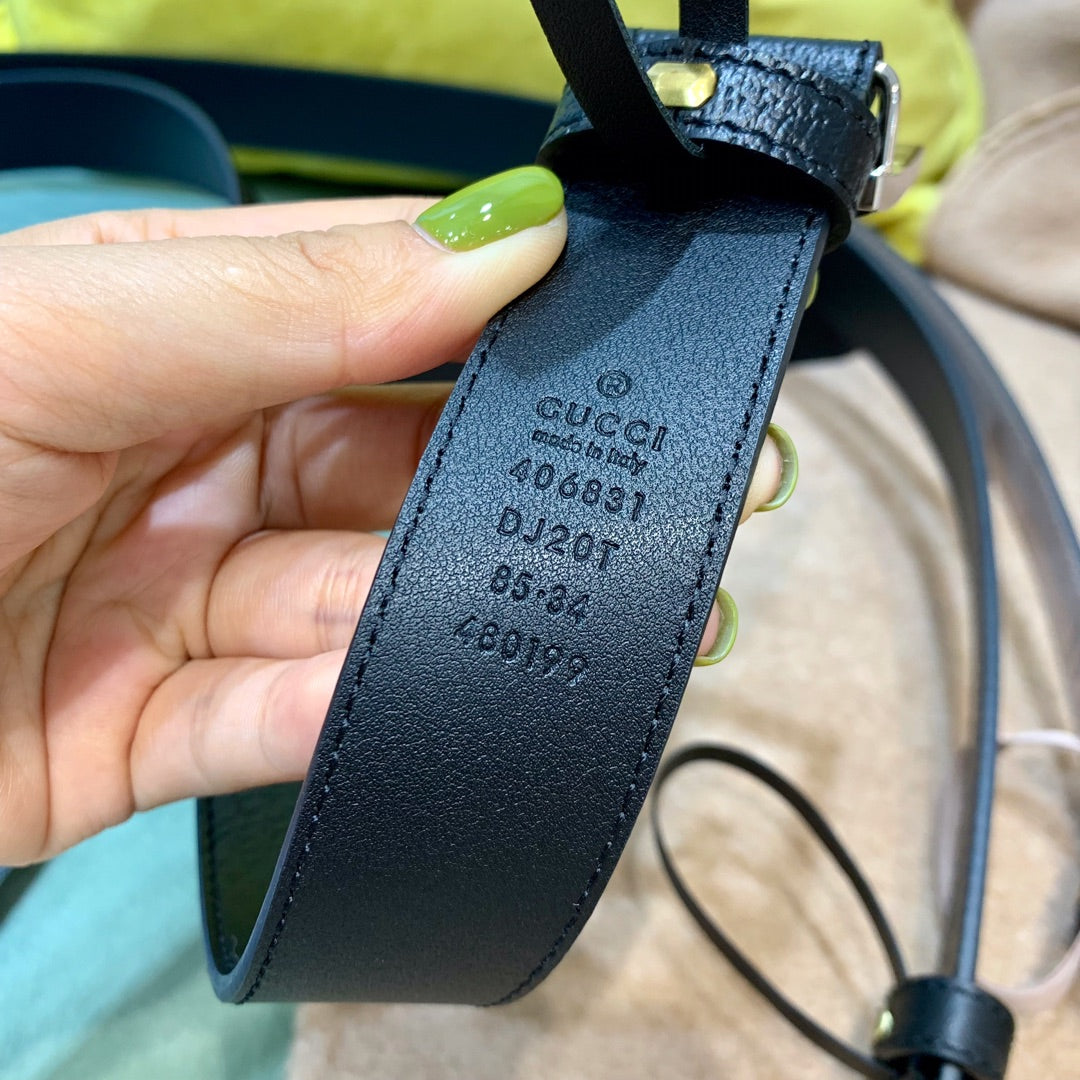 ®
GUCCI
made in italy
406831
DJ20T
85·34
480199